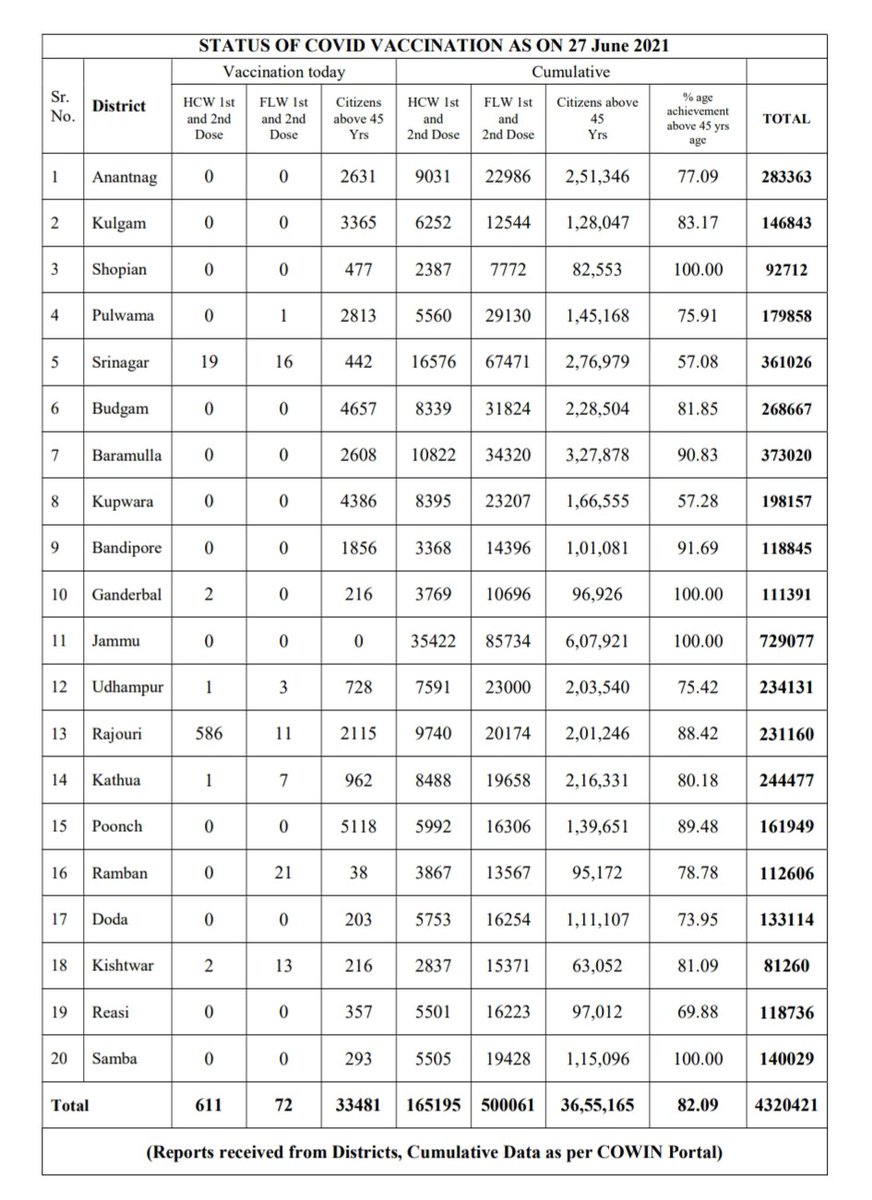 STATUS OF COVID VACCINATION AS ON 27 June 2021
Sr. No. District Vaccination today Cumulative
HCW 1st and 2nd Dose FLW 1st and 2nd Dose Citizens above 45 Yrs HCW 1st and 2nd Dose FLW 1st and 2nd Dose Citizens above 45 Yrs % age achievement above 45 yrs age TOTAL
1 Anantnag 0 0 2631 9031 22986 2,51,346 77.09 283363
2 Kulgam 0 0 3365 6252 12544 1,28,047 83.17 146843
3 Shopian 0 0 477 2387 7772 82,553 100.00 92712
4 Pulwama 0 1 2813 5560 29130 1,45,168 75.91 179858
5 Srinagar 19 16 442 16576 67471 2,76,979 57.08 361026
6 Budgam 0 0 4657 8339 31824 2,28,504 81.85 268667
7 Baramulla 0 0 2608 10822 34320 3,27,878 90.83 373020
8 Kupwara 0 0 4386 8395 23207 1,66,555 57.28 198157
9 Bandipore 0 0 1856 3368 14396 1,01,081 91.69 118845
10 Ganderbal 2 0 216 3769 10696 96,926 100.00 111391
11 Jammu 0 0 0 35422 85734 6,07,921 100.00 729077
12 Udhampur 1 3 728 7591 23000 2,03,540 75.42 234131
13 Rajouri 586 11 2115 9740 20174 2,01,246 88.42 231160
14 Kathua 1 7 962 8488 19658 2,16,331 80.18 244477
15 Poonch 0 0 5118 5992 16306 1,39,651 89.48 161949
16 Ramban 0 21 38 3867 13567 95,172 78.78 112606
17 Doda 0 0 203 5753 16254 1,11,107 73.95 133114
18 Kishtwar 2 13 216 2837 15371 63,052 81.09 81260
19 Reasi 0 0 357 5501 16223 97,012 69.88 118736
20 Samba 0 0 293 5505 19428 1,15,096 100.00 140029
Total 611 72 33481 165195 500061 36,55,165 82.09 4320421
(Reports received from Districts, Cumulative Data as per COWIN Portal)